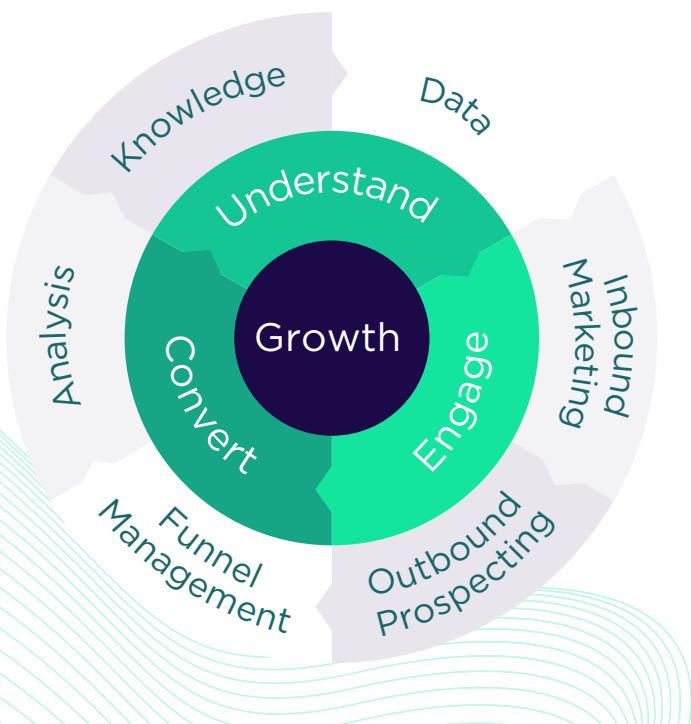 Knowledge
Data
Understand
Growth
Engage
Convert
Inbound
Marketing
Outbound
Prospecting
Funnel
Management
Analysis